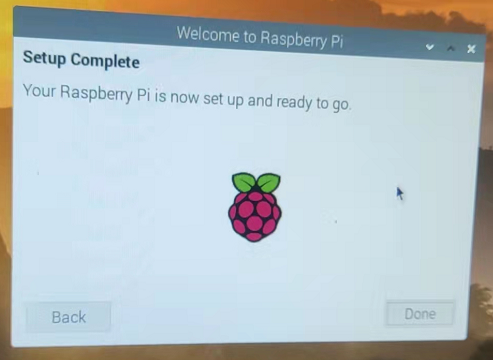 Welcome to Raspberry Pi
Setup Complete
Your Raspberry Pi is now set up and ready to go.
Back
Done